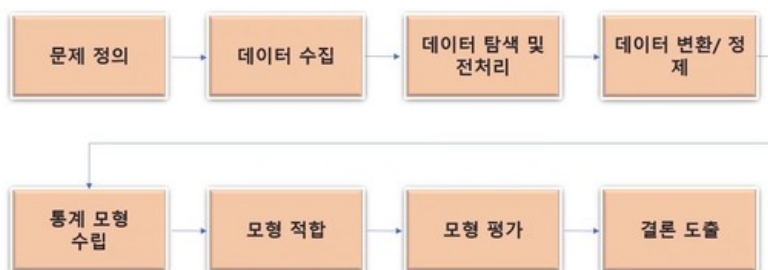 문제 정의
데이터 수집
데이터 탐색 및
전처리
데이터 변환/ 정
제
통계 모형
수립
모형 적합
모형 평가
결론 도출